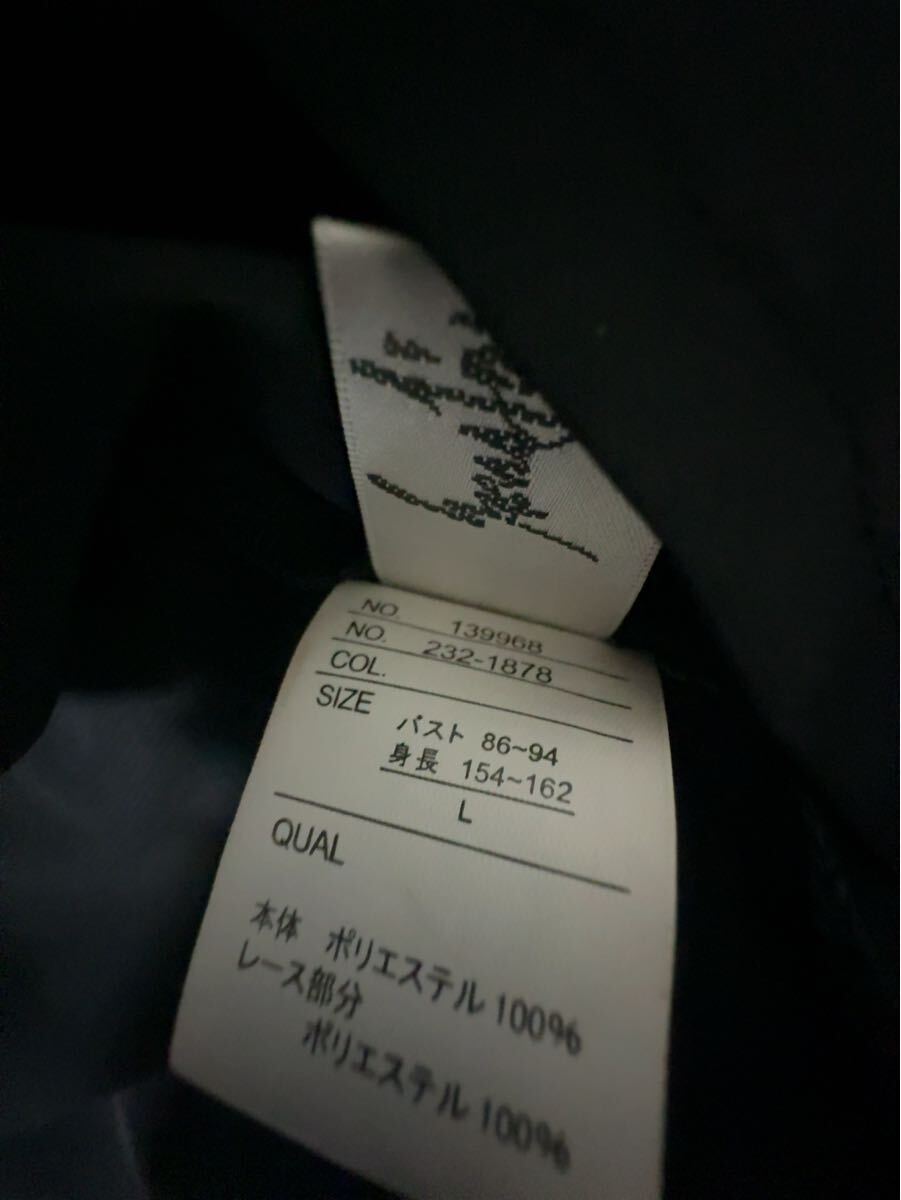 NO. 139968
NO. 232-1878
COL.
SIZE
バスト 86~94
身長 154~162
L
QUAL
本体 ポリエステル 100%
レース部分
ポリエステル 100%